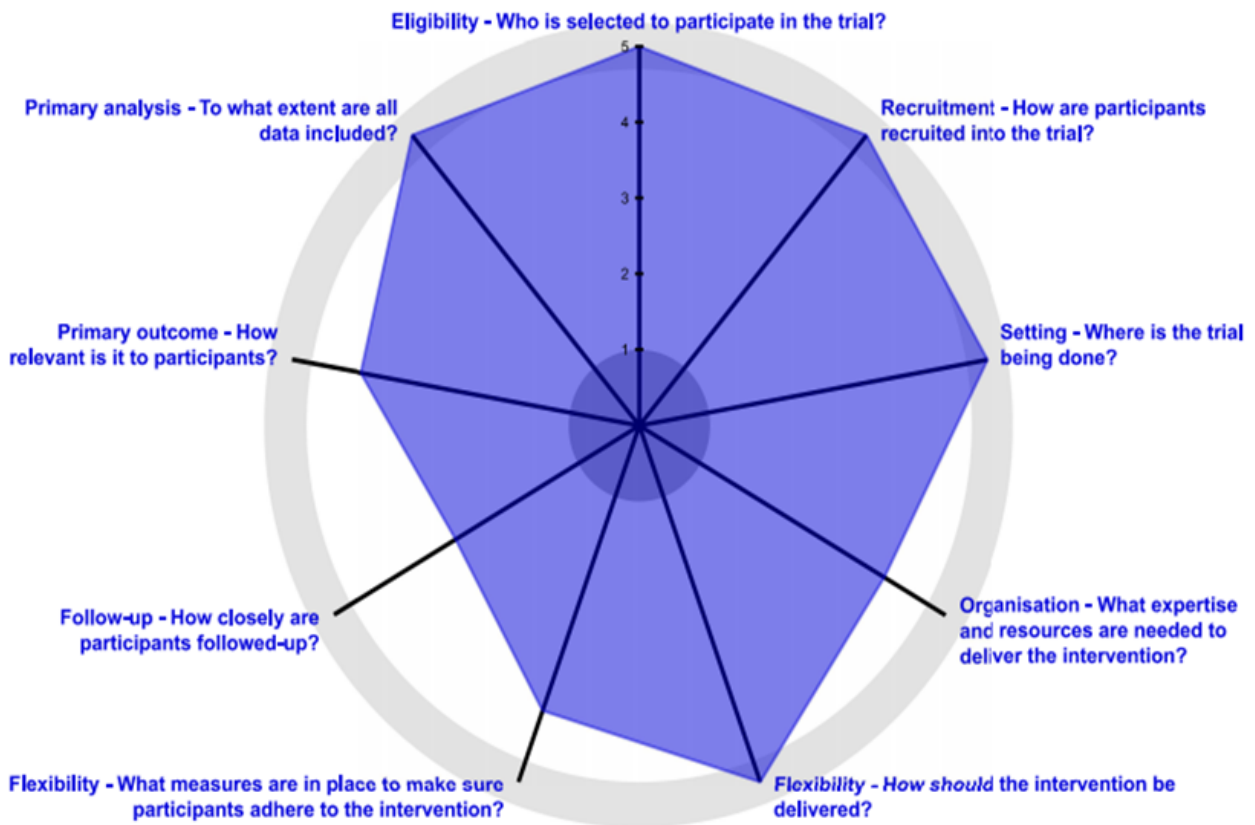 Eligibility - Who is selected to participate in the trial?
Primary analysis - To what extent are all
data included?
Recruitment - How are participants
recruited into the trial?
5
4
3
2
1
Primary outcome - How
relevant is it to participants?
Setting - Where is the trial
being done?
Follow-up - How closely are
participants followed-up?
Organisation - What expertise
and resources are needed to
deliver the intervention?
Flexibility - What measures are in place to make sure
participants adhere to the intervention?
Flexibility - How should the intervention be
delivered?